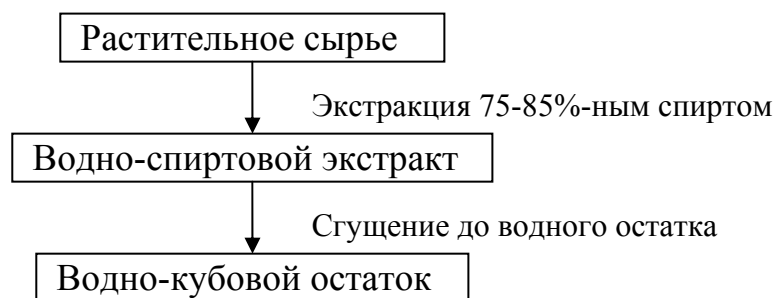 Растительное сырье
Экстракция 75-85%-ным спиртом
Водно-спиртовой экстракт
Сгущение до водного остатка
Водно-кубовой остаток